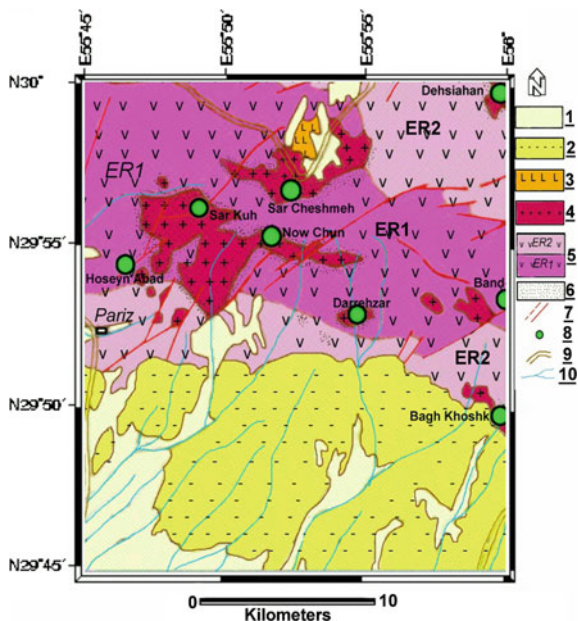 E55°45 E55°50 E55°55 E56°
N30°
N
Dehsiahan
1
ER2
2
ER1
3
Sar Cheshmeh
4
Sar Kuh
ER1
Now Chun
N29°55
ER2
ER1
5
Hoseyn Abad
Band
6
Darrehzar
7
Pariz
8
ER2
9
10
N29°50
Bagh Khoshk
N29°45'
0 10
Kilometers